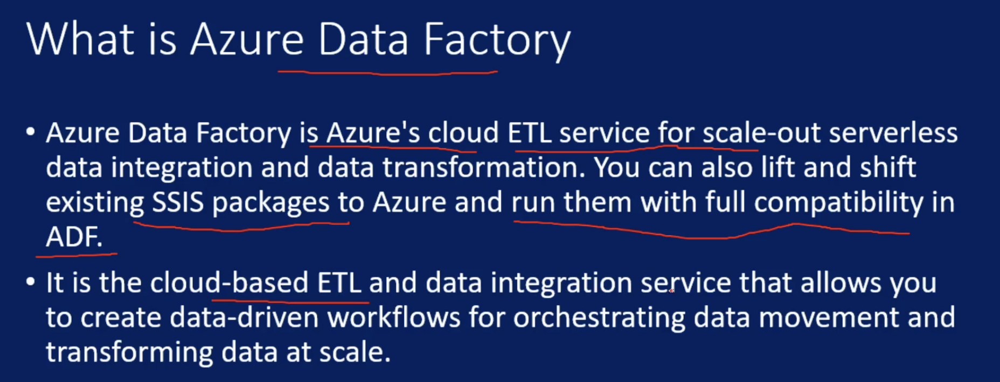 What is Azure Data Factory
• Azure Data Factory is Azure's cloud ETL service for scale-out serverless
data integration and data transformation. You can also lift and shift
existing SSIS packages to Azure and run them with full compatibility in
ADF.
• It is the cloud-based ETL and data integration service that allows you
to create data-driven workflows for orchestrating data movement and
transforming data at scale.